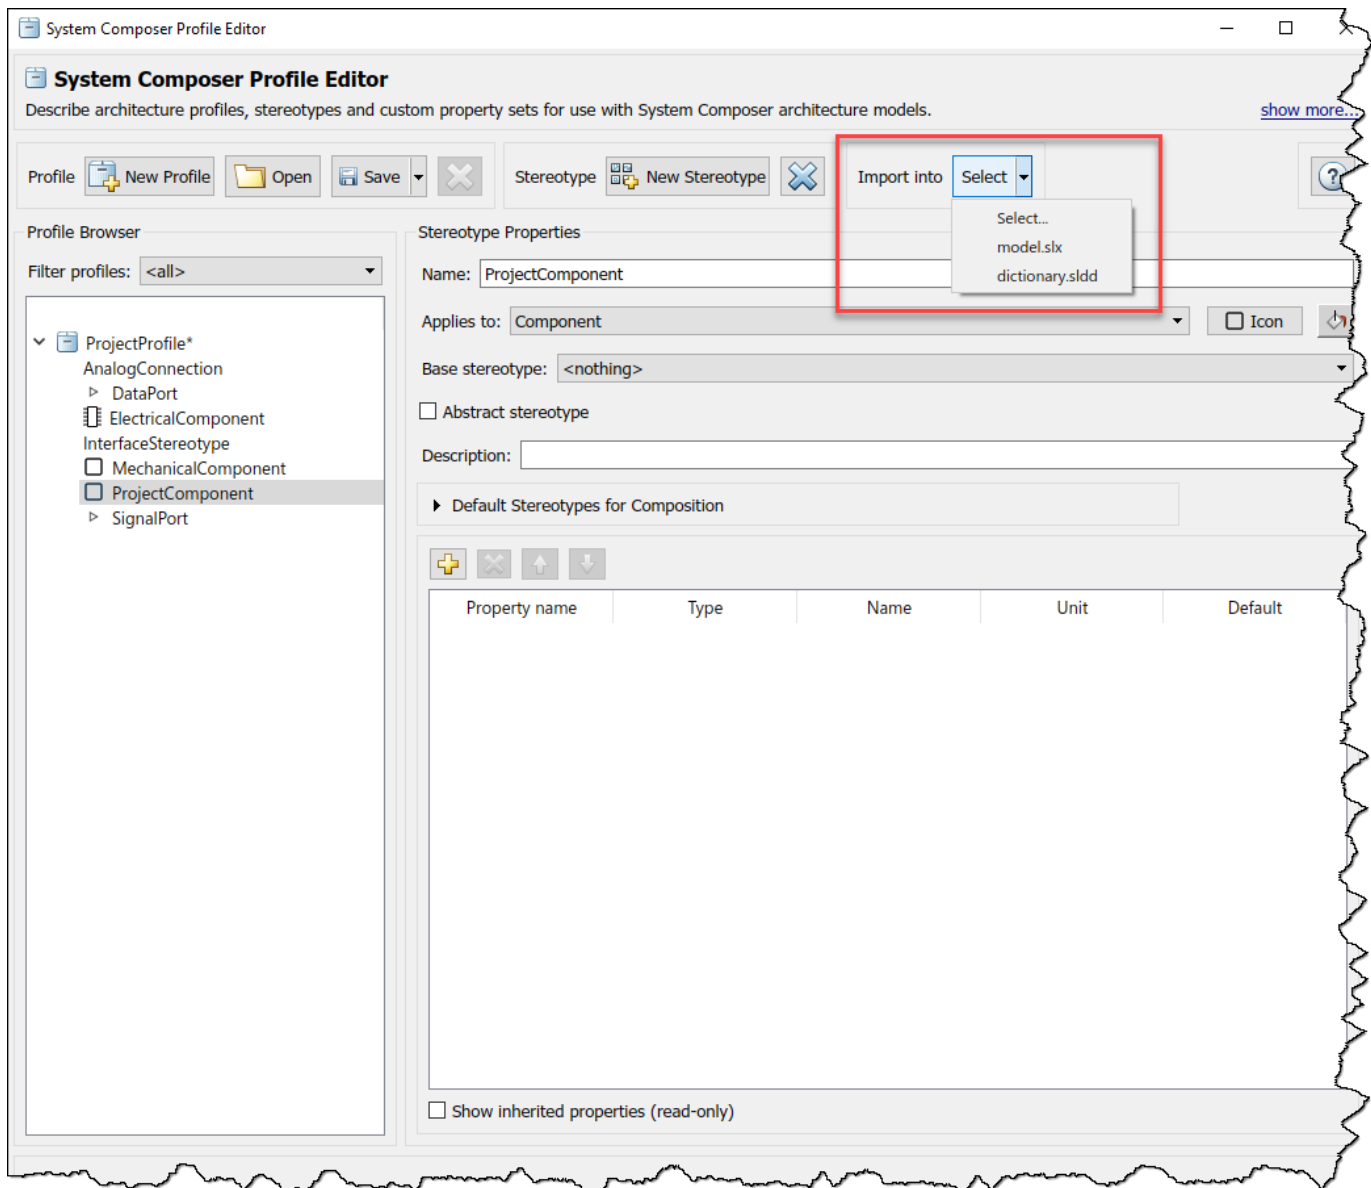 System Composer Profile Editor
System Composer Profile Editor
Describe architecture profiles, stereotypes and custom property sets for use with System Composer architecture models.
show more...
Profile New Profile Open Save Stereotype New Stereotype Import into Select ?
Select...
model.slx
dictionary.sldd
Profile Browser
Filter profiles: <all>
ProjectProfile*
AnalogConnection
DataPort
ElectricalComponent
InterfaceStereotype
MechanicalComponent
ProjectComponent
SignalPort
Stereotype Properties
Name: ProjectComponent
Applies to: Component Icon
Base stereotype: <nothing>
Abstract stereotype
Description:
Default Stereotypes for Composition
Property name Type Name Unit Default
Show inherited properties (read-only)